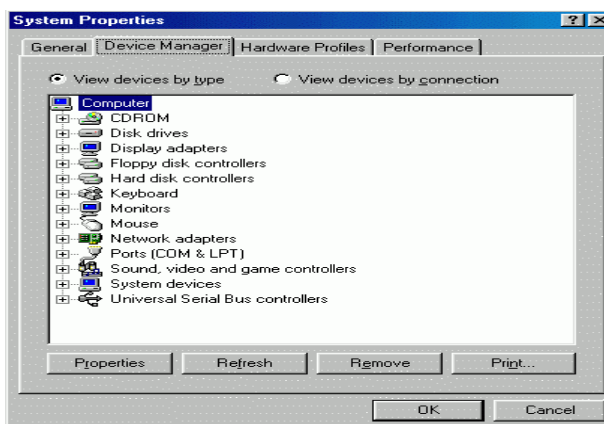 System Properties
General Device Manager Hardware Profiles Performance
View devices by type View devices by connection
Computer
CDROM
Disk drives
Display adapters
Floppy disk controllers
Hard disk controllers
Keyboard
Monitors
Mouse
Network adapters
Ports (COM & LPT)
Sound, video and game controllers
System devices
Universal Serial Bus controllers
Properties Refresh Remove Print...
OK Cancel